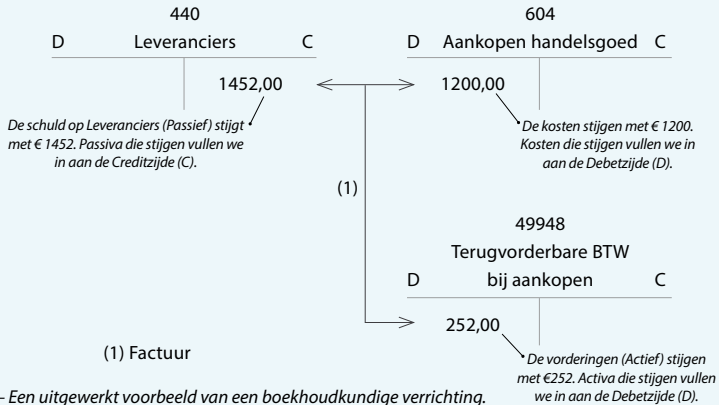 440
D Leveranciers C
1452,00
De schuld op Leveranciers (Passief) stijgt
met € 1452. Passiva die stijgen vullen we
in aan de Creditzijde (C).
604
D Aankopen handelsgoed C
1200,00
De kosten stijgen met € 1200.
Kosten die stijgen vullen we in
aan de Debetzijde (D).
(1)
49948
Terugvorderbare BTW
D bij aankopen C
252,00
De vorderingen (Actief) stijgen
met €252. Activa die stijgen vullen
we in aan de Debetzijde (D).
(1) Factuur
– Een uitgewerkt voorbeeld van een boekhoudkundige verrichting.